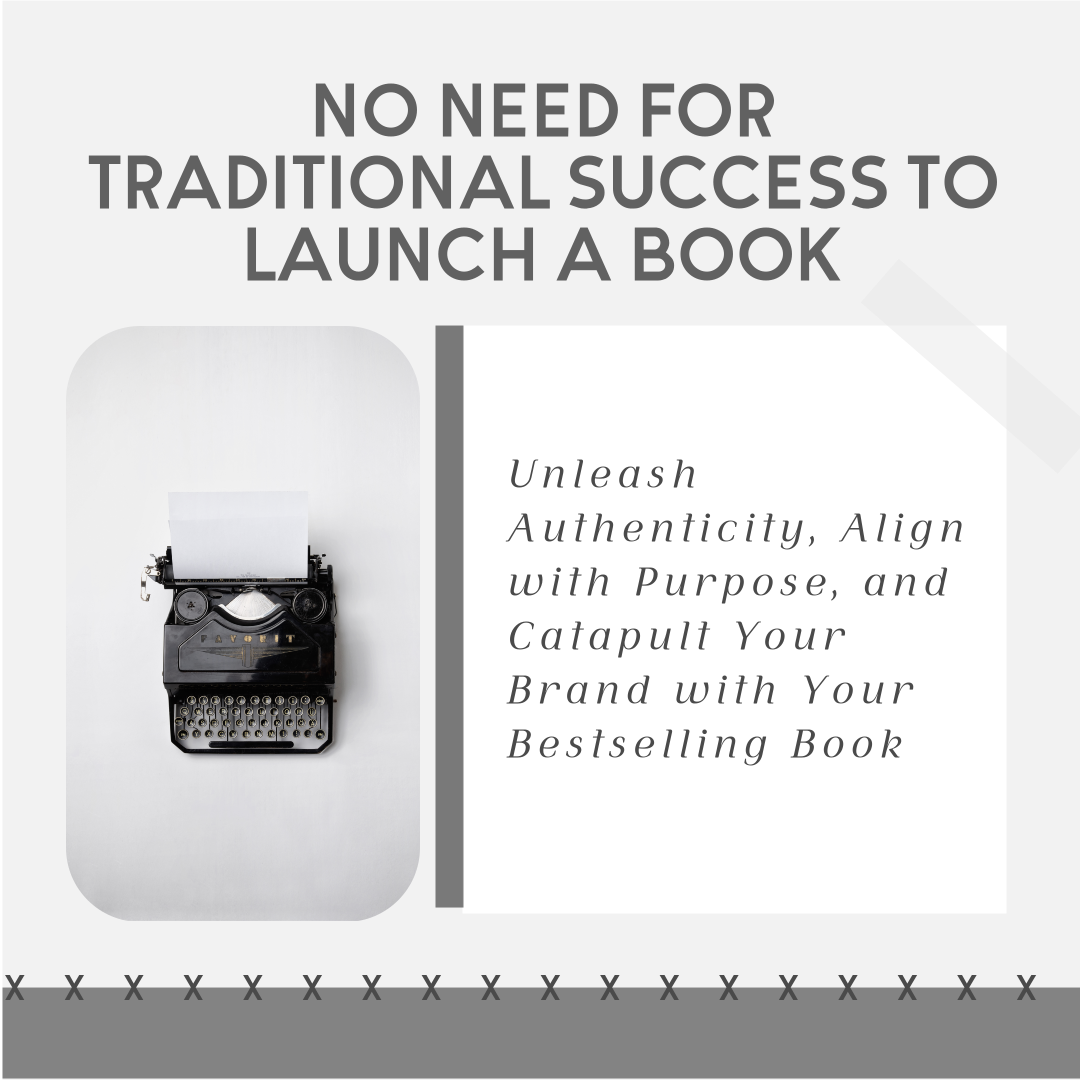 NO NEED FOR
TRADITIONAL SUCCESS TO
LAUNCH A BOOK
FAVORIT
Unleash
Authenticity, Align
with Purpose, and
Catapult Your
Brand with Your
Bestselling Book
X X X X X X X X X X X X X X X X X X